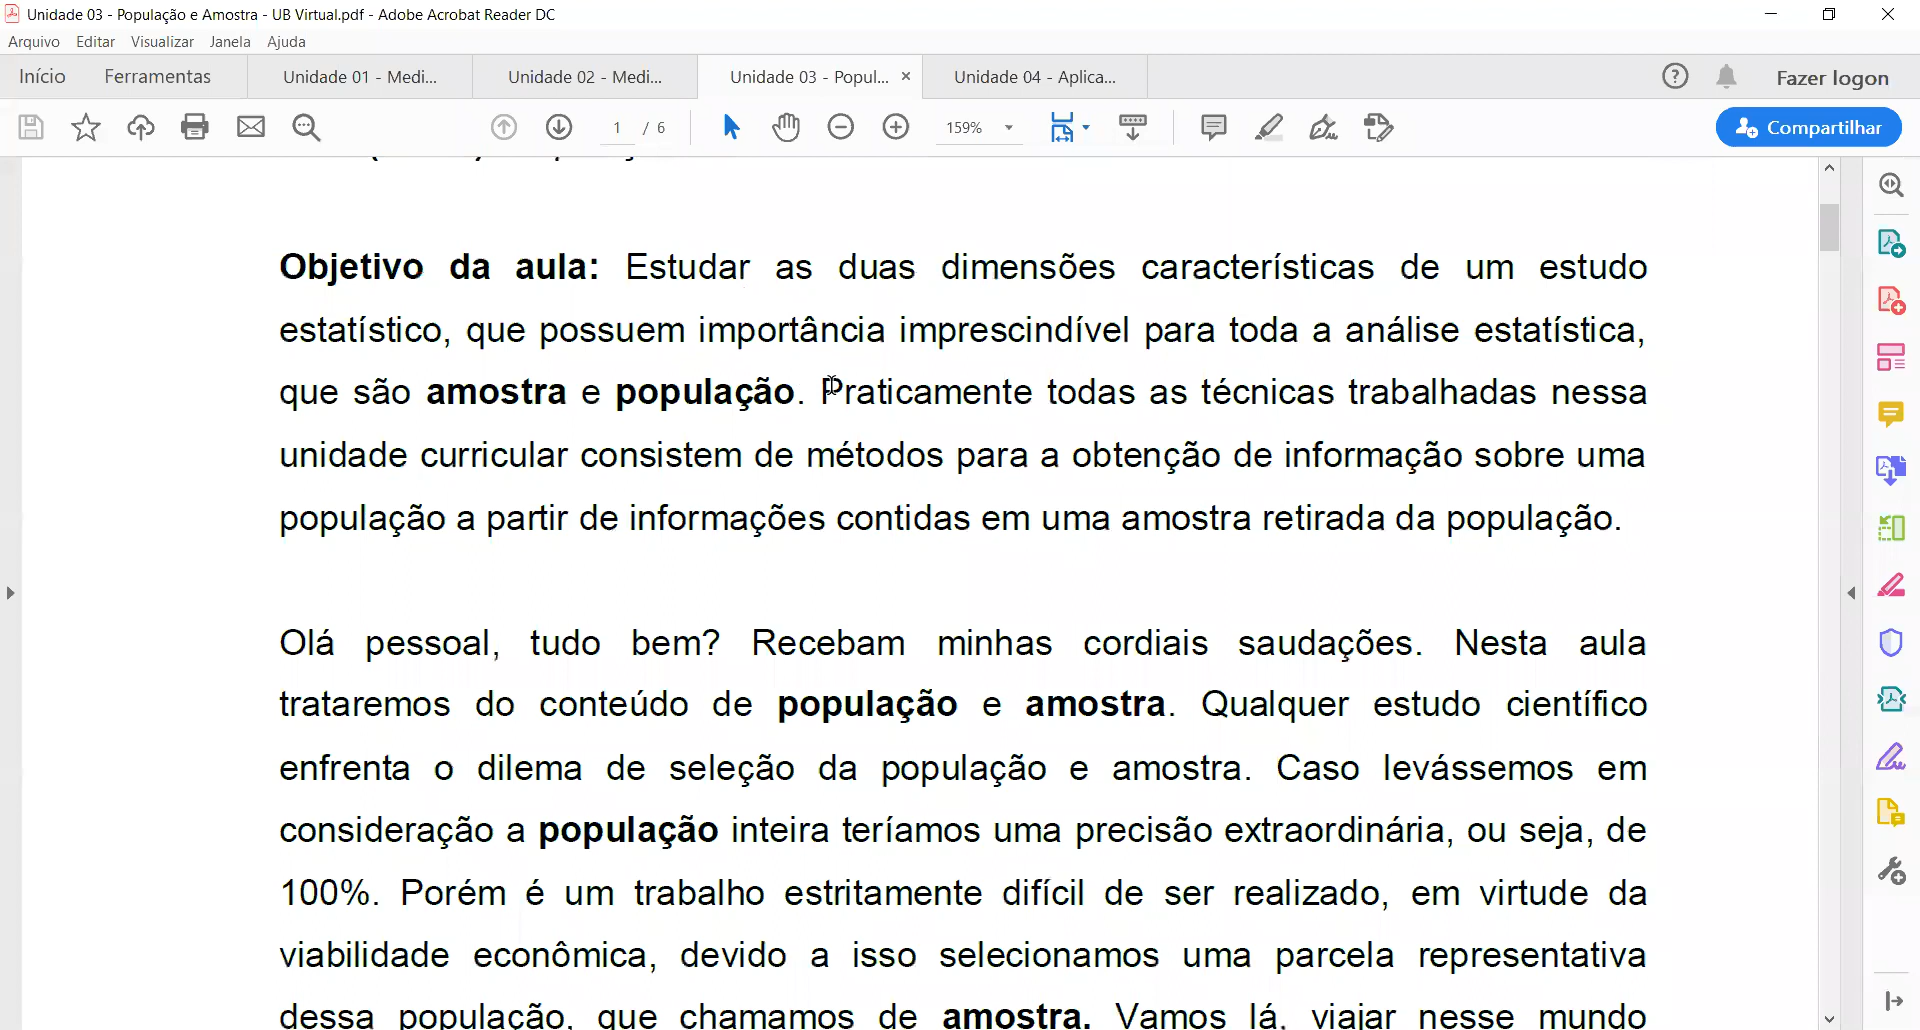 Unidade 03 - População e Amostra - UB Virtual.pdf - Adobe Acrobat Reader DC
Arquivo Editar Visualizar Janela Ajuda
Início Ferramentas Unidade 01 - Medi... Unidade 02 - Medi... Unidade 03 - Popul... Unidade 04 - Aplica... Fazer logon
1 / 6 159% Compartilhar
Objetivo da aula: Estudar as duas dimensões características de um estudo
estatístico, que possuem importância imprescindível para toda a análise estatística,
que são amostra e população. Praticamente todas as técnicas trabalhadas nessa
unidade curricular consistem de métodos para a obtenção de informação sobre uma
população a partir de informações contidas em uma amostra retirada da população.
Olá pessoal, tudo bem? Recebam minhas cordiais saudações. Nesta aula
trataremos do conteúdo de população e amostra. Qualquer estudo científico
enfrenta o dilema de seleção da população e amostra. Caso levássemos em
consideração a população inteira teríamos uma precisão extraordinária, ou seja, de
100%. Porém é um trabalho estritamente difícil de ser realizado, em virtude da
viabilidade econômica, devido a isso selecionamos uma parcela representativa
dessa população, que chamamos de amostra. Vamos lá, viajar nesse mundo